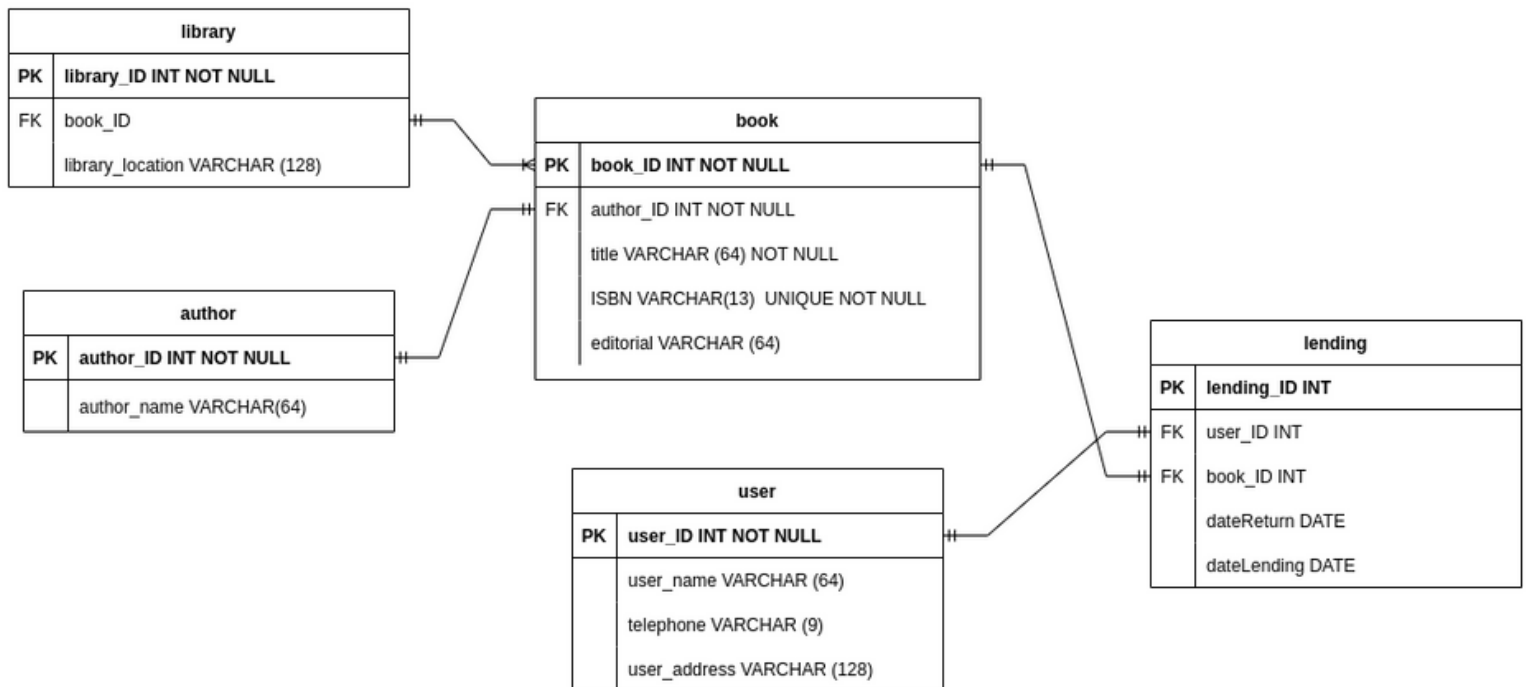 library
PK library_ID INT NOT NULL
FK book_ID
library_location VARCHAR (128)
book
PK book_ID INT NOT NULL
FK author_ID INT NOT NULL
title VARCHAR (64) NOT NULL
ISBN VARCHAR(13)  UNIQUE NOT NULL
editorial VARCHAR (64)
author
PK author_ID INT NOT NULL
author_name VARCHAR(64)
lending
PK lending_ID INT
FK user_ID INT
FK book_ID INT
dateReturn DATE
dateLending DATE
user
PK user_ID INT NOT NULL
user_name VARCHAR (64)
telephone VARCHAR (9)
user_address VARCHAR (128)